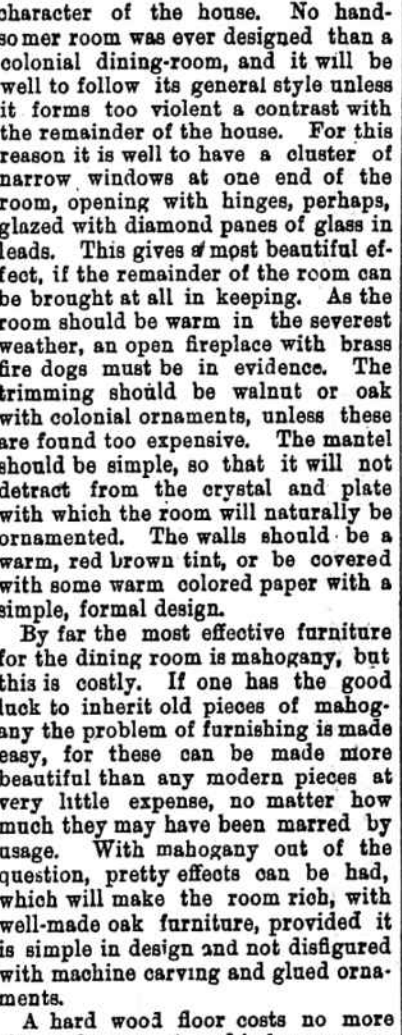 character of the house. No hand-
somer room was ever designed than a
colonial dining-room, and it will be
well to follow its general style unless
it forms too violent a contrast with
the remainder of the house. For this
reason it is well to have a cluster of
narrow windows at one end of the
room, opening with hinges, perhaps,
glazed with diamond panes of glass in
leads. This gives a most beautiful ef-
fect, if the remainder of the room can
be brought at all in keeping. As the
room should be warm in the severest
weather, an open fireplace with brass
fire dogs must be in evidence. The
trimming should be walnut or oak
with colonial ornaments, unless these
are found too expensive. The mantel
should be simple, so that it will not
detract from the crystal and plate
with which the room will naturally be
ornamented. The walls should be a
warm, red brown tint, or be covered
with some warm colored paper with a
simple, formal design.
By far the most effective furniture
for the dining room is mahogany, but
this is costly. If one has the good
luck to inherit old pieces of mahog-
any the problem of furnishing is made
easy, for these can be made more
beautiful than any modern pieces at
very little expense, no matter how
much they may have been marred by
usage. With mahogany out of the
question, pretty effects can be had,
which will make the room rich, with
well-made oak furniture, provided it
is simple in design and not disfigured
with machine carving and glued orna-
ments.
A hard wood floor costs no more